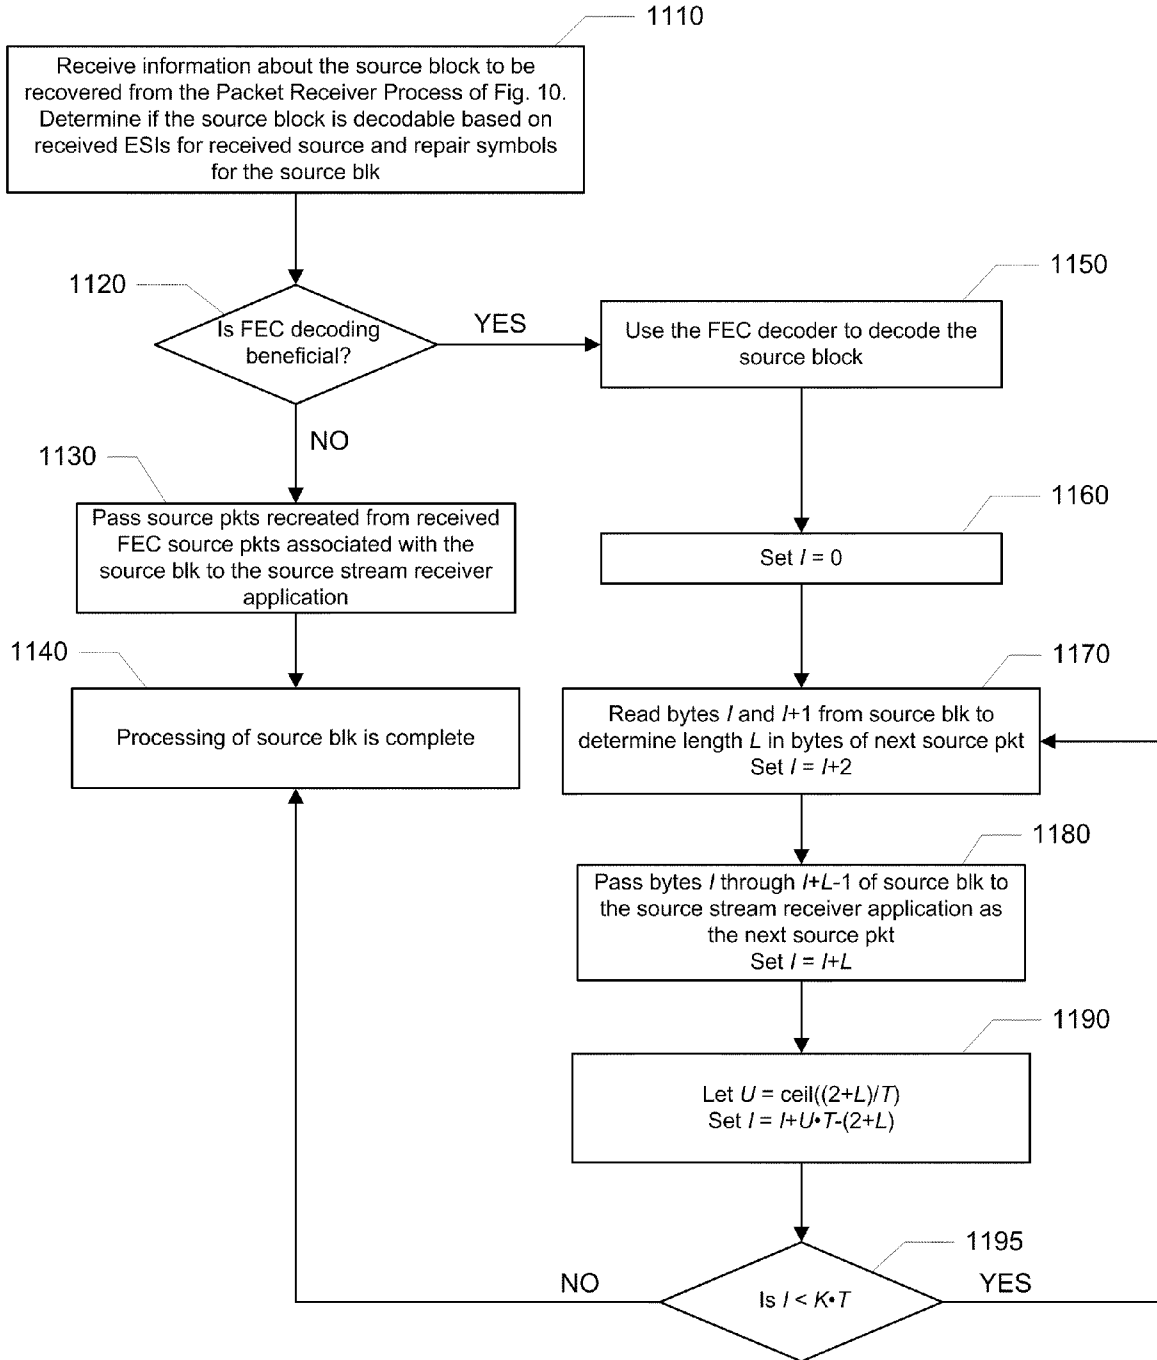 1110
Receive information about the source block to be
recovered from the Packet Receiver Process of Fig. 10.
Determine if the source block is decodable based on
received ESIs for received source and repair symbols
for the source blk
1120
Is FEC decoding
beneficial?
YES
1150
Use the FEC decoder to decode the
source block
NO
1130
Pass source pkts recreated from received
FEC source pkts associated with the
source blk to the source stream receiver
application
1160
Set I = 0
1140
Processing of source blk is complete
1170
Read bytes I and I+1 from source blk to
determine length L in bytes of next source pkt
Set I = I+2
1180
Pass bytes I through I+L-1 of source blk to
the source stream receiver application as
the next source pkt
Set I = I+L
1190
Let U = ceil((2+L)/T)
Set I = I+U•T-(2+L)
1195
Is I < K•T
NO
YES